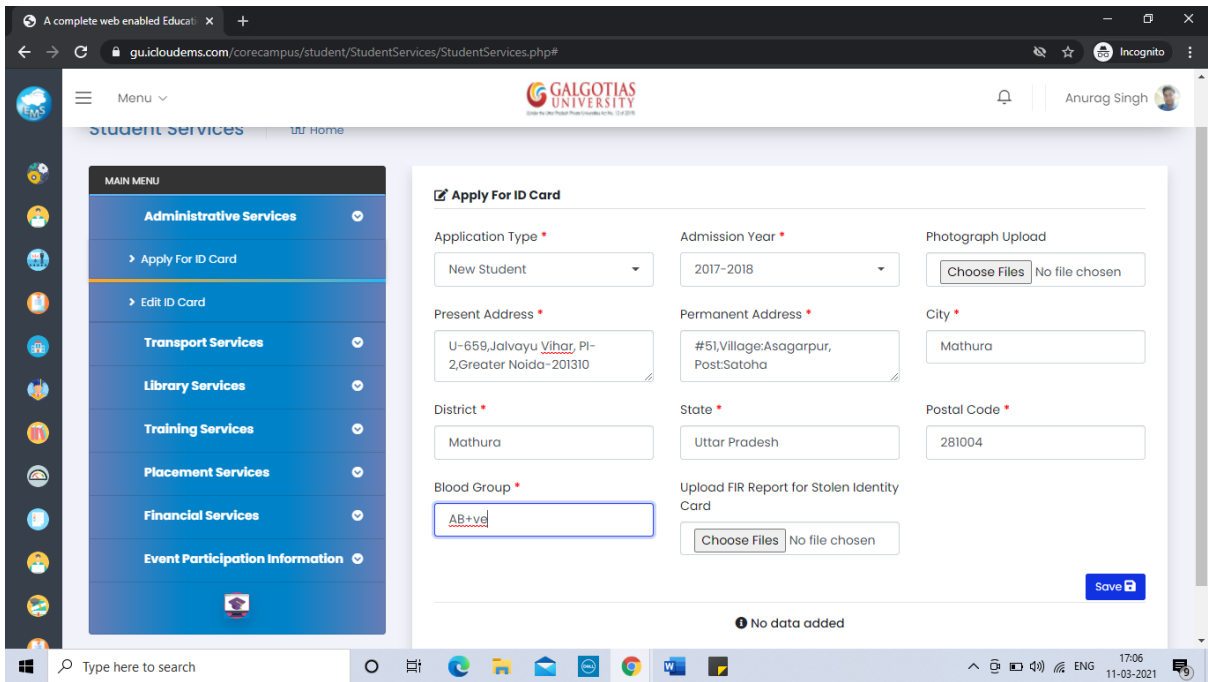 A complete web enabled Educati
gu.icloudems.com/corecampus/student/StudentServices/StudentServices.php#
Incognito
EMS
Menu
GALGOTIAS
UNIVERSITY
Anurag Singh
Student Services
Home
MAIN MENU
Administrative Services
> Apply For ID Card
> Edit ID Card
Transport Services
Library Services
Training Services
Placement Services
Financial Services
Event Participation Information
Apply For ID Card
Application Type * Admission Year * Photograph Upload
New Student 2017-2018 Choose Files No file chosen
Present Address * Permanent Address * City *
U-659,Jalvayu Vihar, PI-
2,Greater Noida-201310
#51,Village:Asagarpur,
Post:Satoha
Mathura
District * State * Postal Code *
Mathura Uttar Pradesh 281004
Blood Group * Upload FIR Report for Stolen Identity
Card
AB+ve
Choose Files No file chosen
Save
No data added
Type here to search
DELL
W
ENG
17:06
11-03-2021
9